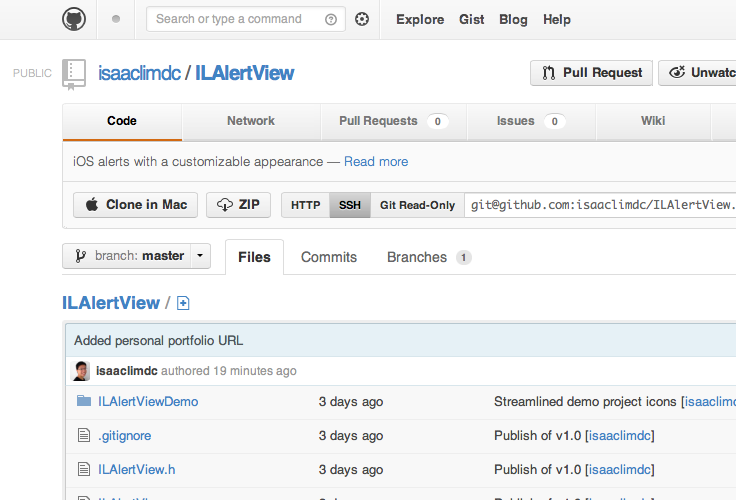 Search or type a command
Explore Gist Blog Help
PUBLIC isaaclimdc / ILAlertView Pull Request Unwatc
Code Network Pull Requests 0 Issues 0 Wiki
iOS alerts with a customizable appearance — Read more
Clone in Mac ZIP HTTP SSH Git Read-Only git@github.com:isaaclimdc/ILAlertView.
branch: master Files Commits Branches 1
ILAlertView /
Added personal portfolio URL
isaaclimdc authored 19 minutes ago
ILAlertViewDemo 3 days ago Streamlined demo project icons [isaaclimd
.gitignore 3 days ago Publish of v1.0 [isaaclimdc]
ILAlertView.h 3 days ago Publish of v1.0 [isaaclimdc]